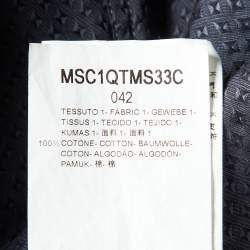 MSC1QTMS33C
042
TESSUTO 1- FABRIC 1- GEWEBE 1-
TISSUS 1- TECIDO 1- TEJIDO 1-
KUMAS 1- 面料 1- 面料 1
100% COTONE- COTTON- BAUMWOLLE-
COTON- ALGODÃO- ALGODÓN-
PAMUK- 棉- 棉